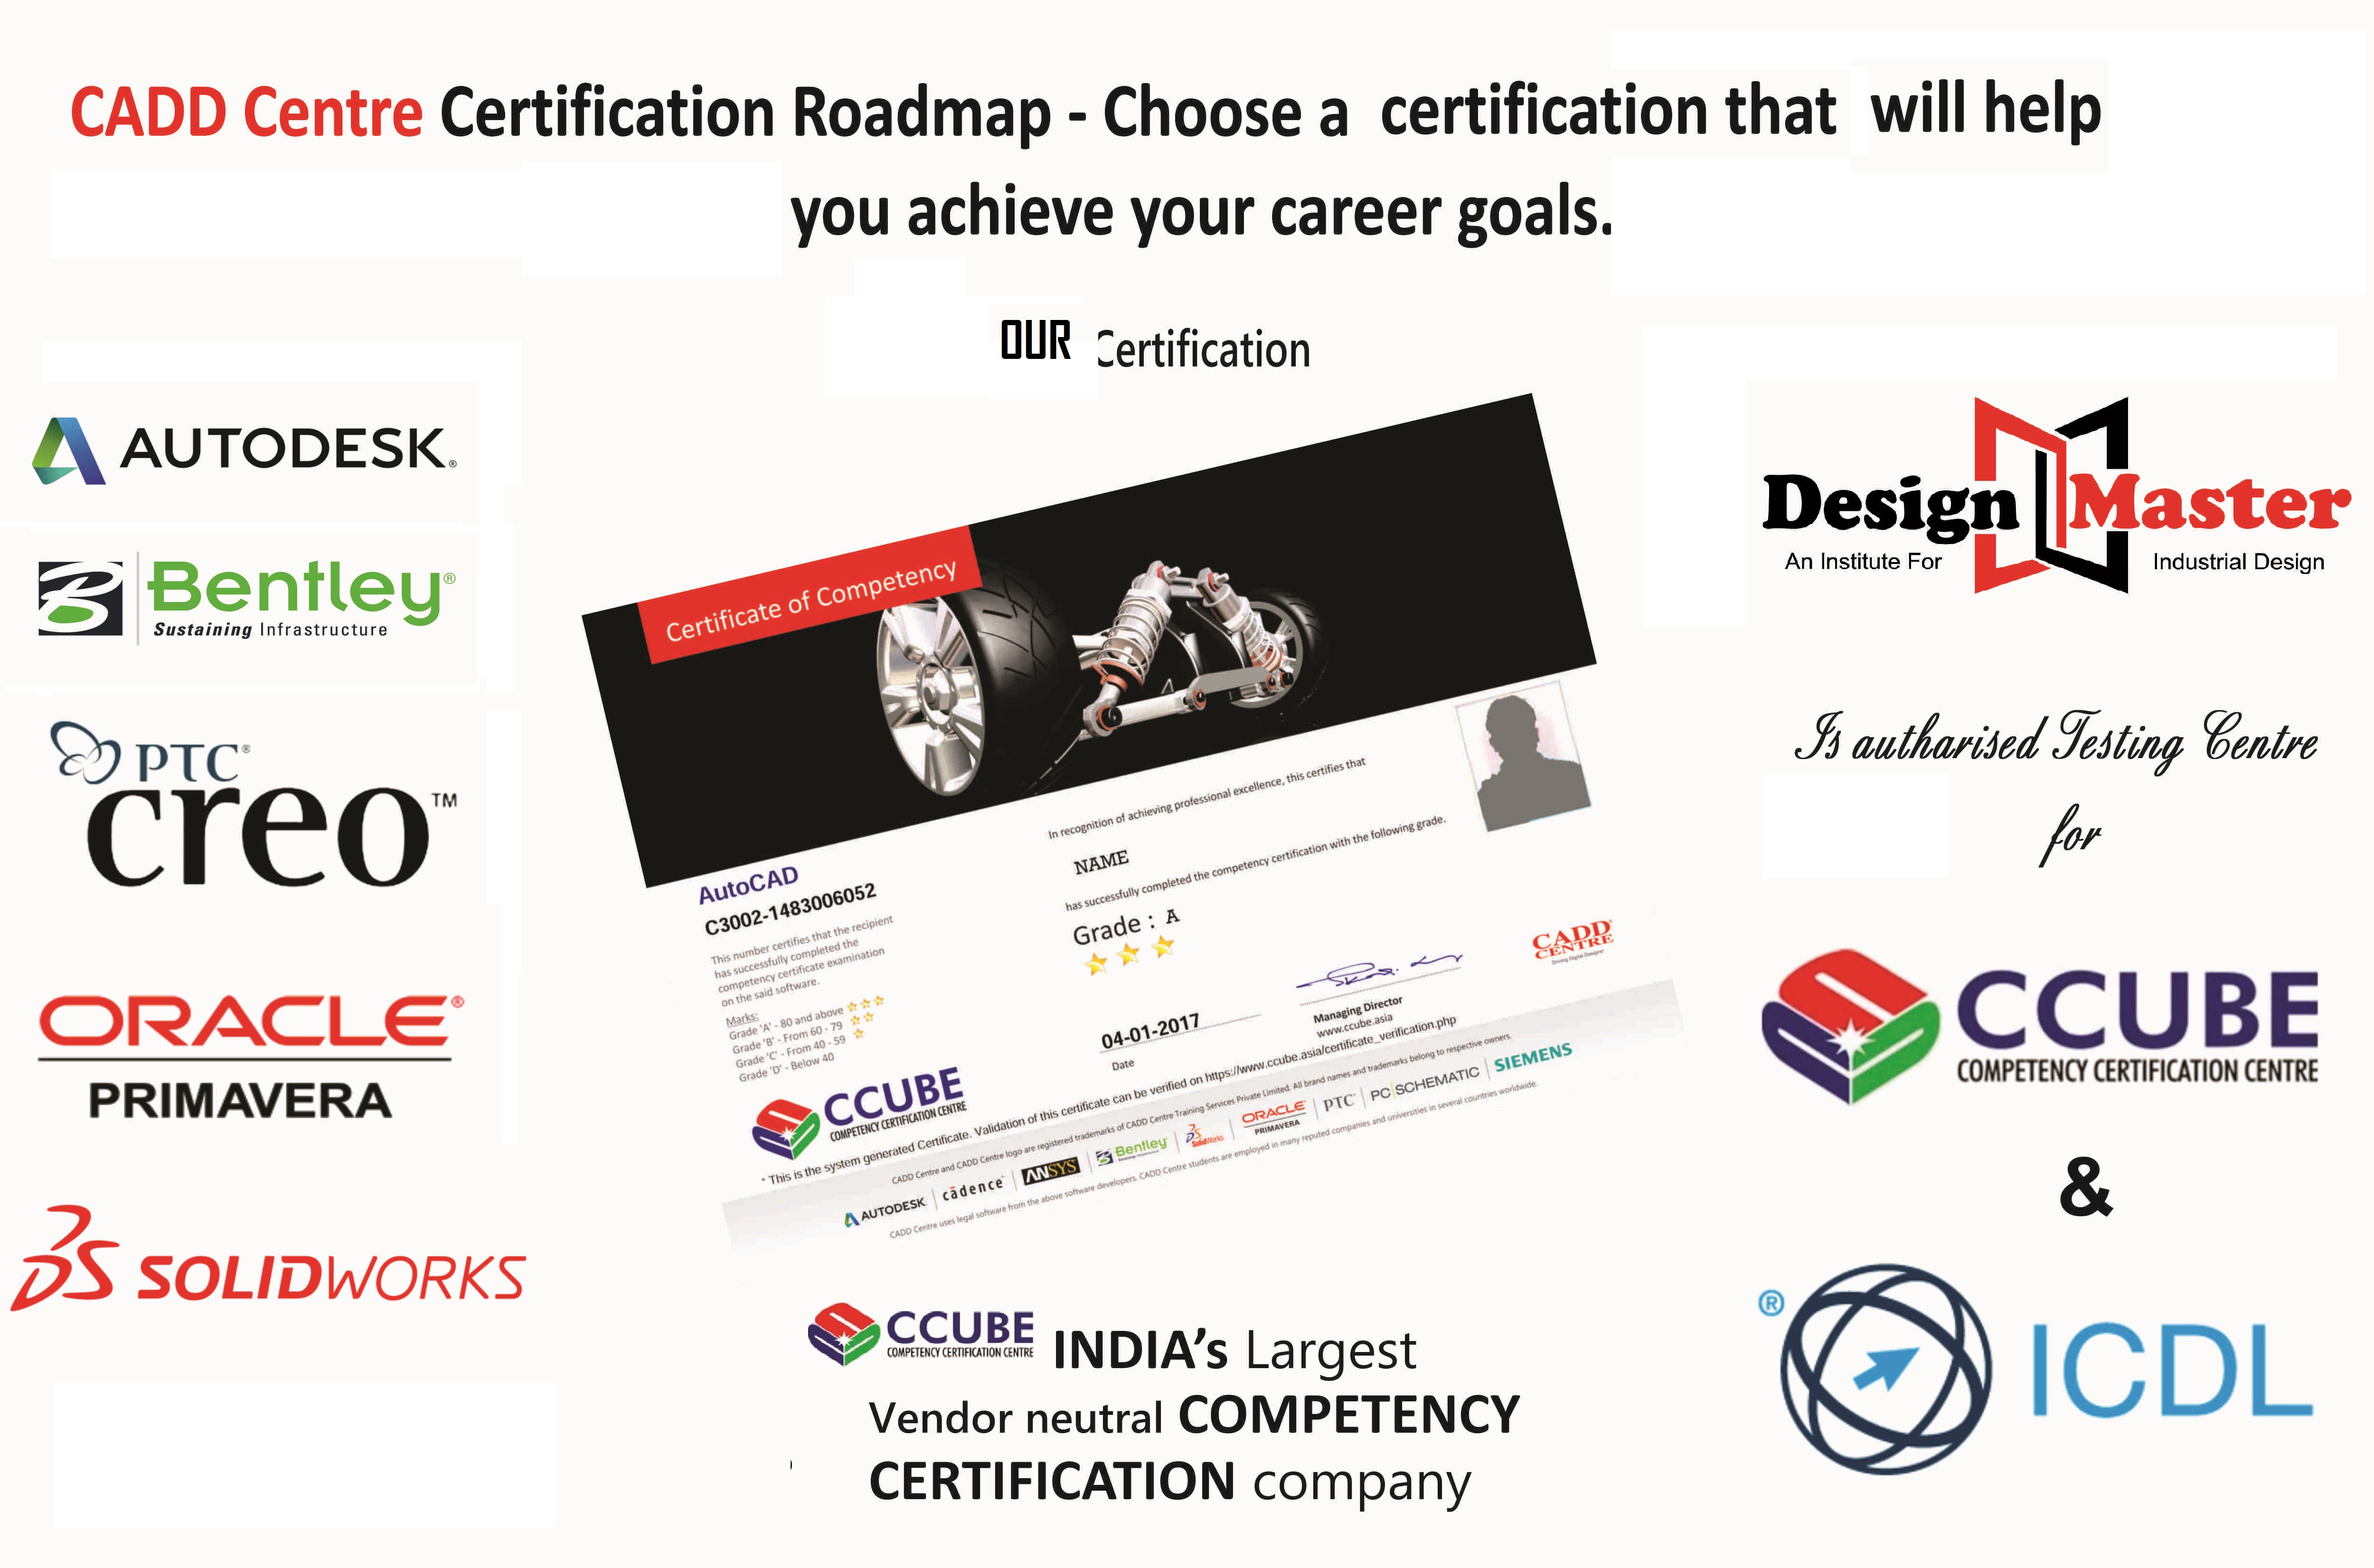 CADD Centre Certification Roadmap - Choose a certification that will help
you achieve your career goals.
OUR Certification
AUTODESK®
Bentley®
Sustaining Infrastructure
PTC®
creo™
ORACLE®
PRIMAVERA
3DS SOLIDWORKS
Certificate of Competency
In recognition of achieving professional excellence, this certifies that
NAME
has successfully completed the competency certification with the following grade.
Grade : A
AutoCAD
C3002-1483006052
This number certifies that the recipient
has successfully completed the
competency certificate examination
on the said software.
Marks:
Grade 'A' - 80 and above
Grade 'B' - From 60 - 79
Grade 'C' - From 40 - 59
Grade 'D' - Below 40
04-01-2017
Date
Managing Director
www.ccube.asia
CADD
CENTRE
CCUBE
COMPETENCY CERTIFICATION CENTRE
* This is the system generated Certificate. Validation of this certificate can be verified on https://www.ccube.asia/certificate_verification.php
CADD Centre and CADD Centre logo are registered trademarks of CADD Centre Training Services Private Limited. All brand names and trademarks belong to respective owners.
AUTODESK cādence ANSYS Bentley SolidWorks ORACLE PRIMAVERA PTC PC|SCHEMATIC SIEMENS
CADD Centre uses legal software from the above software developers. CADD Centre students are employed in many reputed companies and universities in several countries worldwide.
CCUBE
COMPETENCY CERTIFICATION CENTRE
INDIA's Largest
Vendor neutral COMPETENCY
CERTIFICATION company
Design Master
An Institute For Industrial Design
Is autharised Testing Centre
for
CCUBE
COMPETENCY CERTIFICATION CENTRE
&
® ICDL